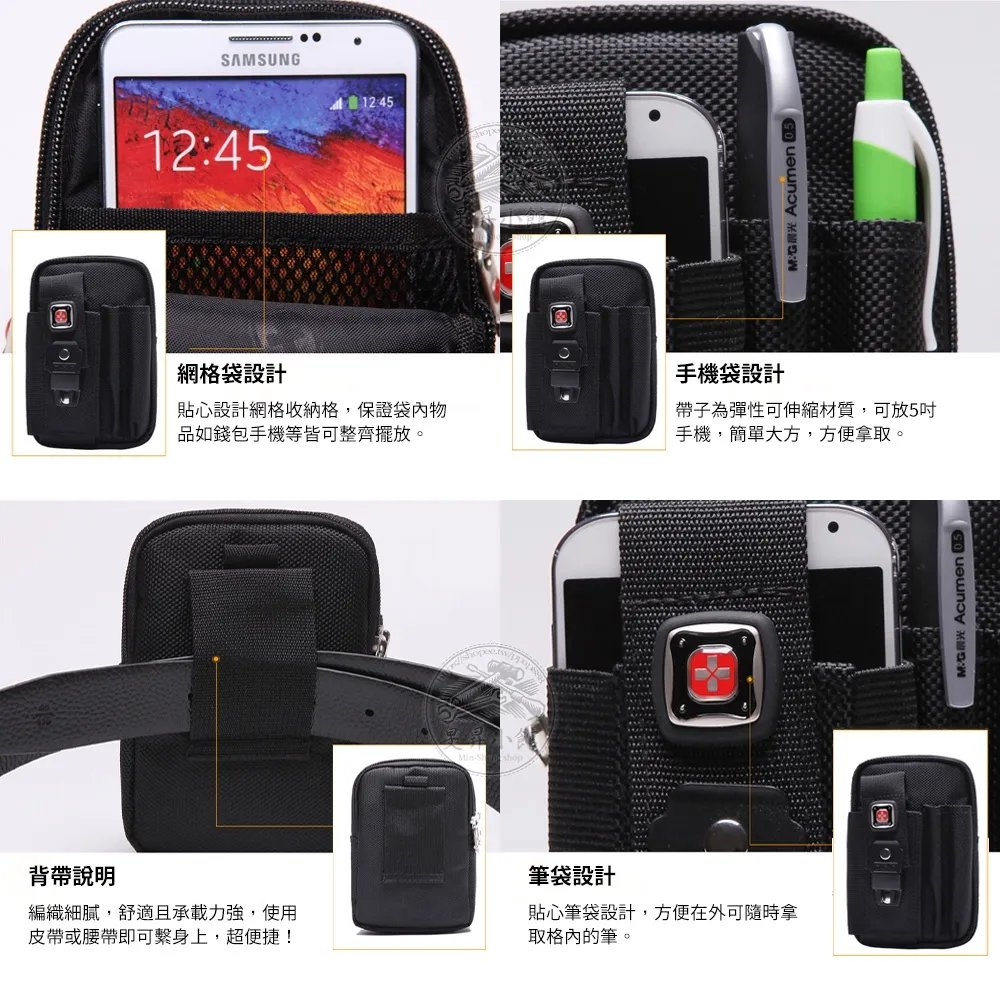 SAMSUNG
12:45
12:45
M&G晨光 Acumen 0.5
網格袋設計
貼心設計網格收納格，保證袋內物
品如錢包手機等皆可整齊擺放。
手機袋設計
帶子為彈性可伸縮材質，可放5吋
手機，簡單大方，方便拿取。
M&G晨光 Acumen 0.5
背帶說明
編織細膩，舒適且承載力強，使用
皮帶或腰帶即可繫身上，超便捷！
筆袋設計
貼心筆袋設計，方便在外可隨時拿
取格內的筆。